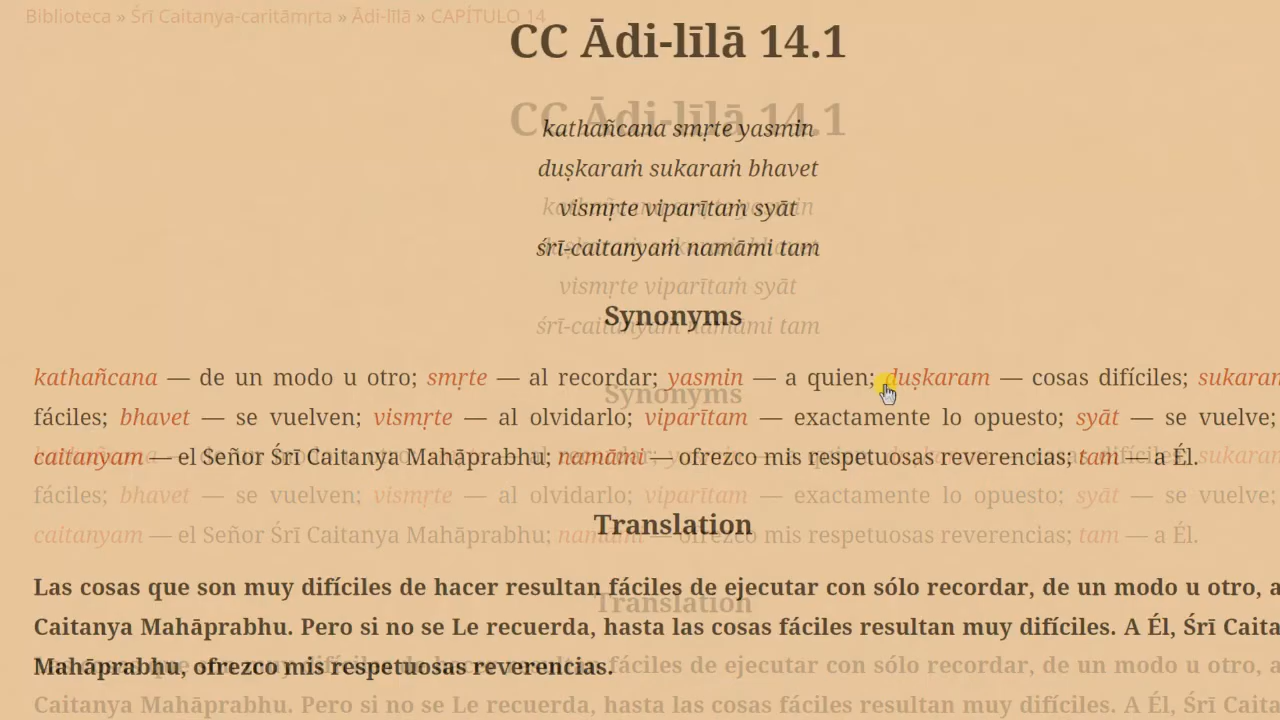 Biblioteca » Śrī Caitanya-caritāmṛta » Ādi-līlā » CAPÍTULO 14
CC Ādi-līlā 14.1
kathañcana smṛte yasmin
duṣkaraṁ sukaraṁ bhavet
vismṛte viparītaṁ syāt
śrī-caitanyaṁ namāmi tam
Synonyms
kathañcana — de un modo u otro; smṛte — al recordar; yasmin — a quien; duṣkaram — cosas difíciles;
fáciles; bhavet — se vuelven; vismṛte — al olvidarlo; viparītam — exactamente lo opuesto; syāt — se vuelve;
caitanyam — el Señor Śrī Caitanya Mahāprabhu; namāmi — ofrezco mis respetuosas reverencias; tam — a Él.
Translation
Las cosas que son muy difíciles de hacer resultan fáciles de ejecutar con sólo recordar, de un modo u otro, a
Caitanya Mahāprabhu. Pero si no se Le recuerda, hasta las cosas fáciles resultan muy difíciles. A Él, Śrī
Mahāprabhu, ofrezco mis respetuosas reverencias.